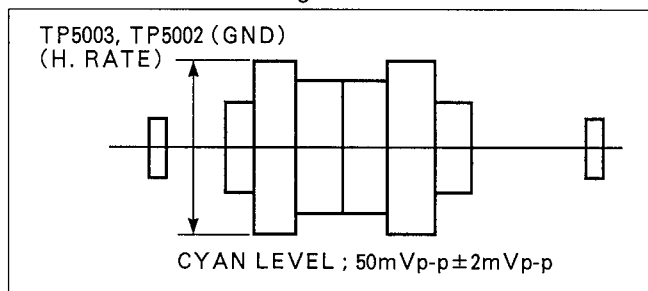 TP5003, TP5002 (GND)
(H. RATE)
CYAN LEVEL ; 50mVp-p±2mVp-p